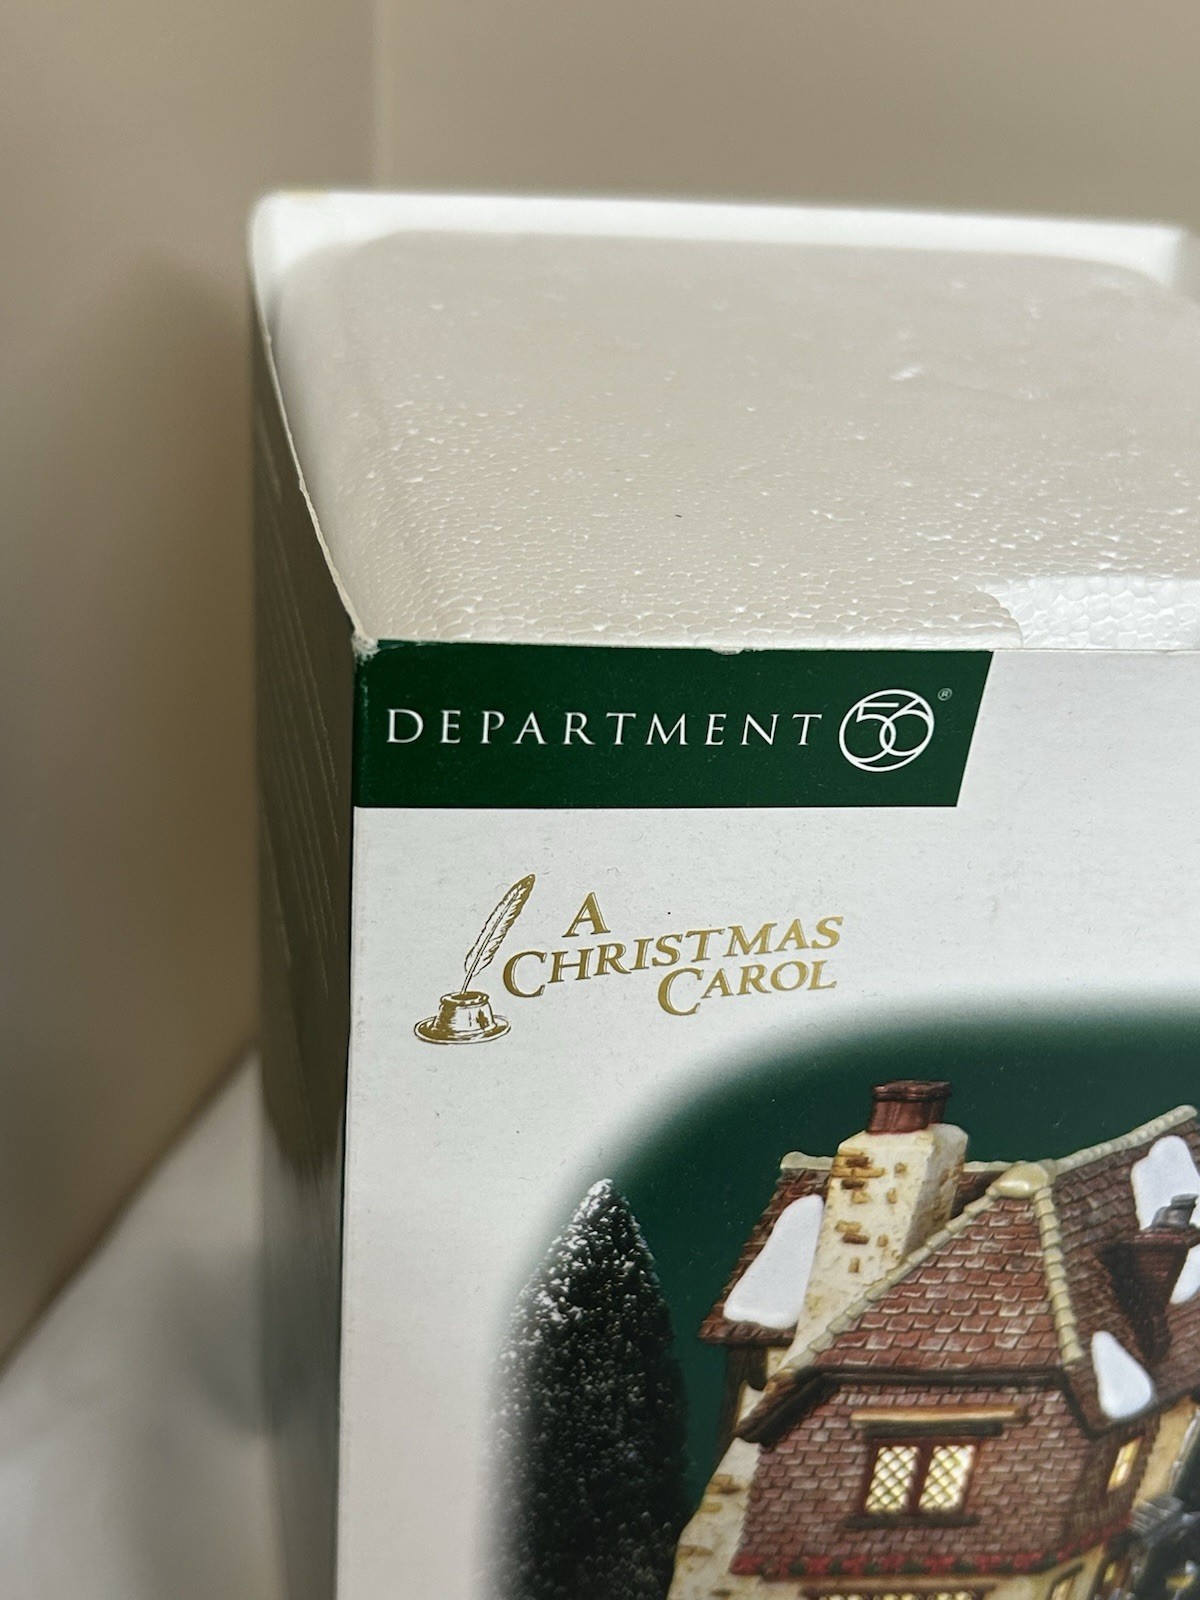 DEPARTMENT 56®
A
CHRISTMAS
CAROL